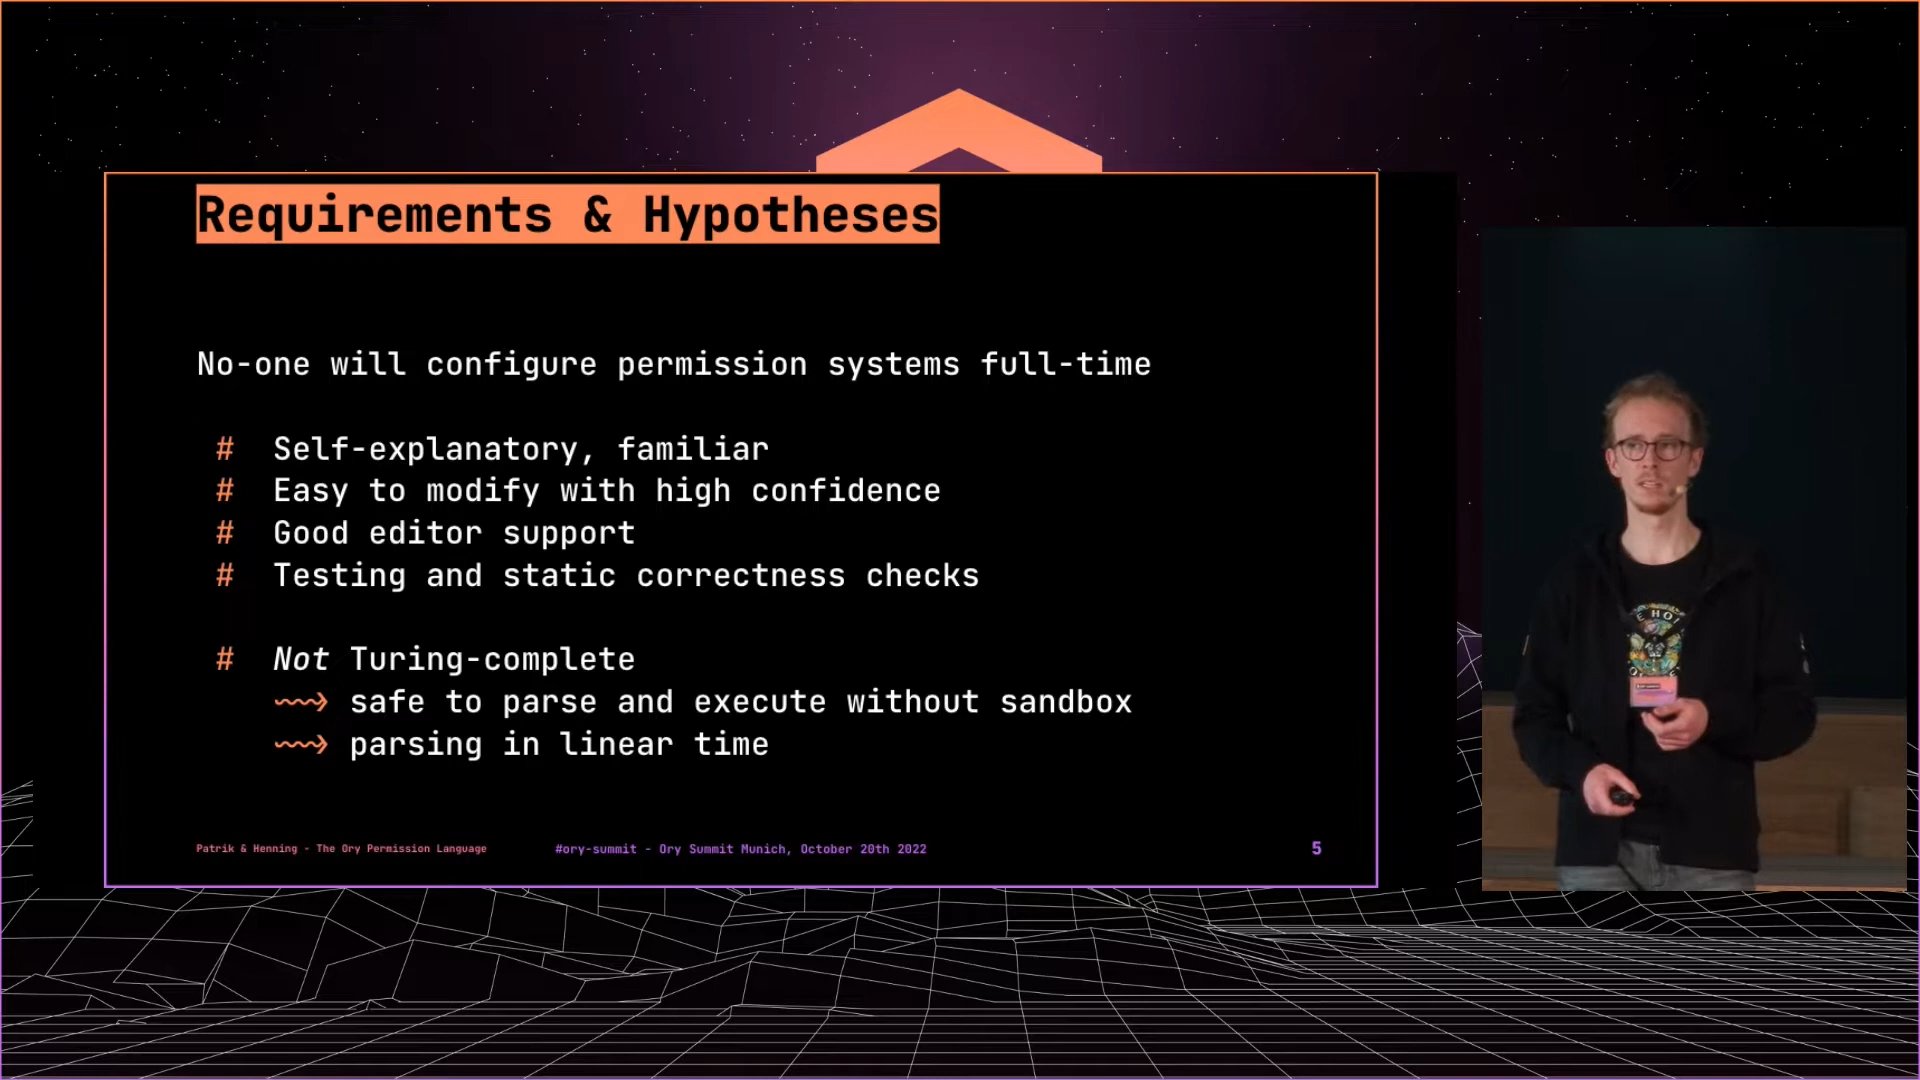 Requirements & Hypotheses
No-one will configure permission systems full-time
# Self-explanatory, familiar
# Easy to modify with high confidence
# Good editor support
# Testing and static correctness checks
# Not Turing-complete
⟿ safe to parse and execute without sandbox
⟿ parsing in linear time
Patrik & Henning - The Ory Permission Language
#ory-summit - Ory Summit Munich, October 20th 2022
5